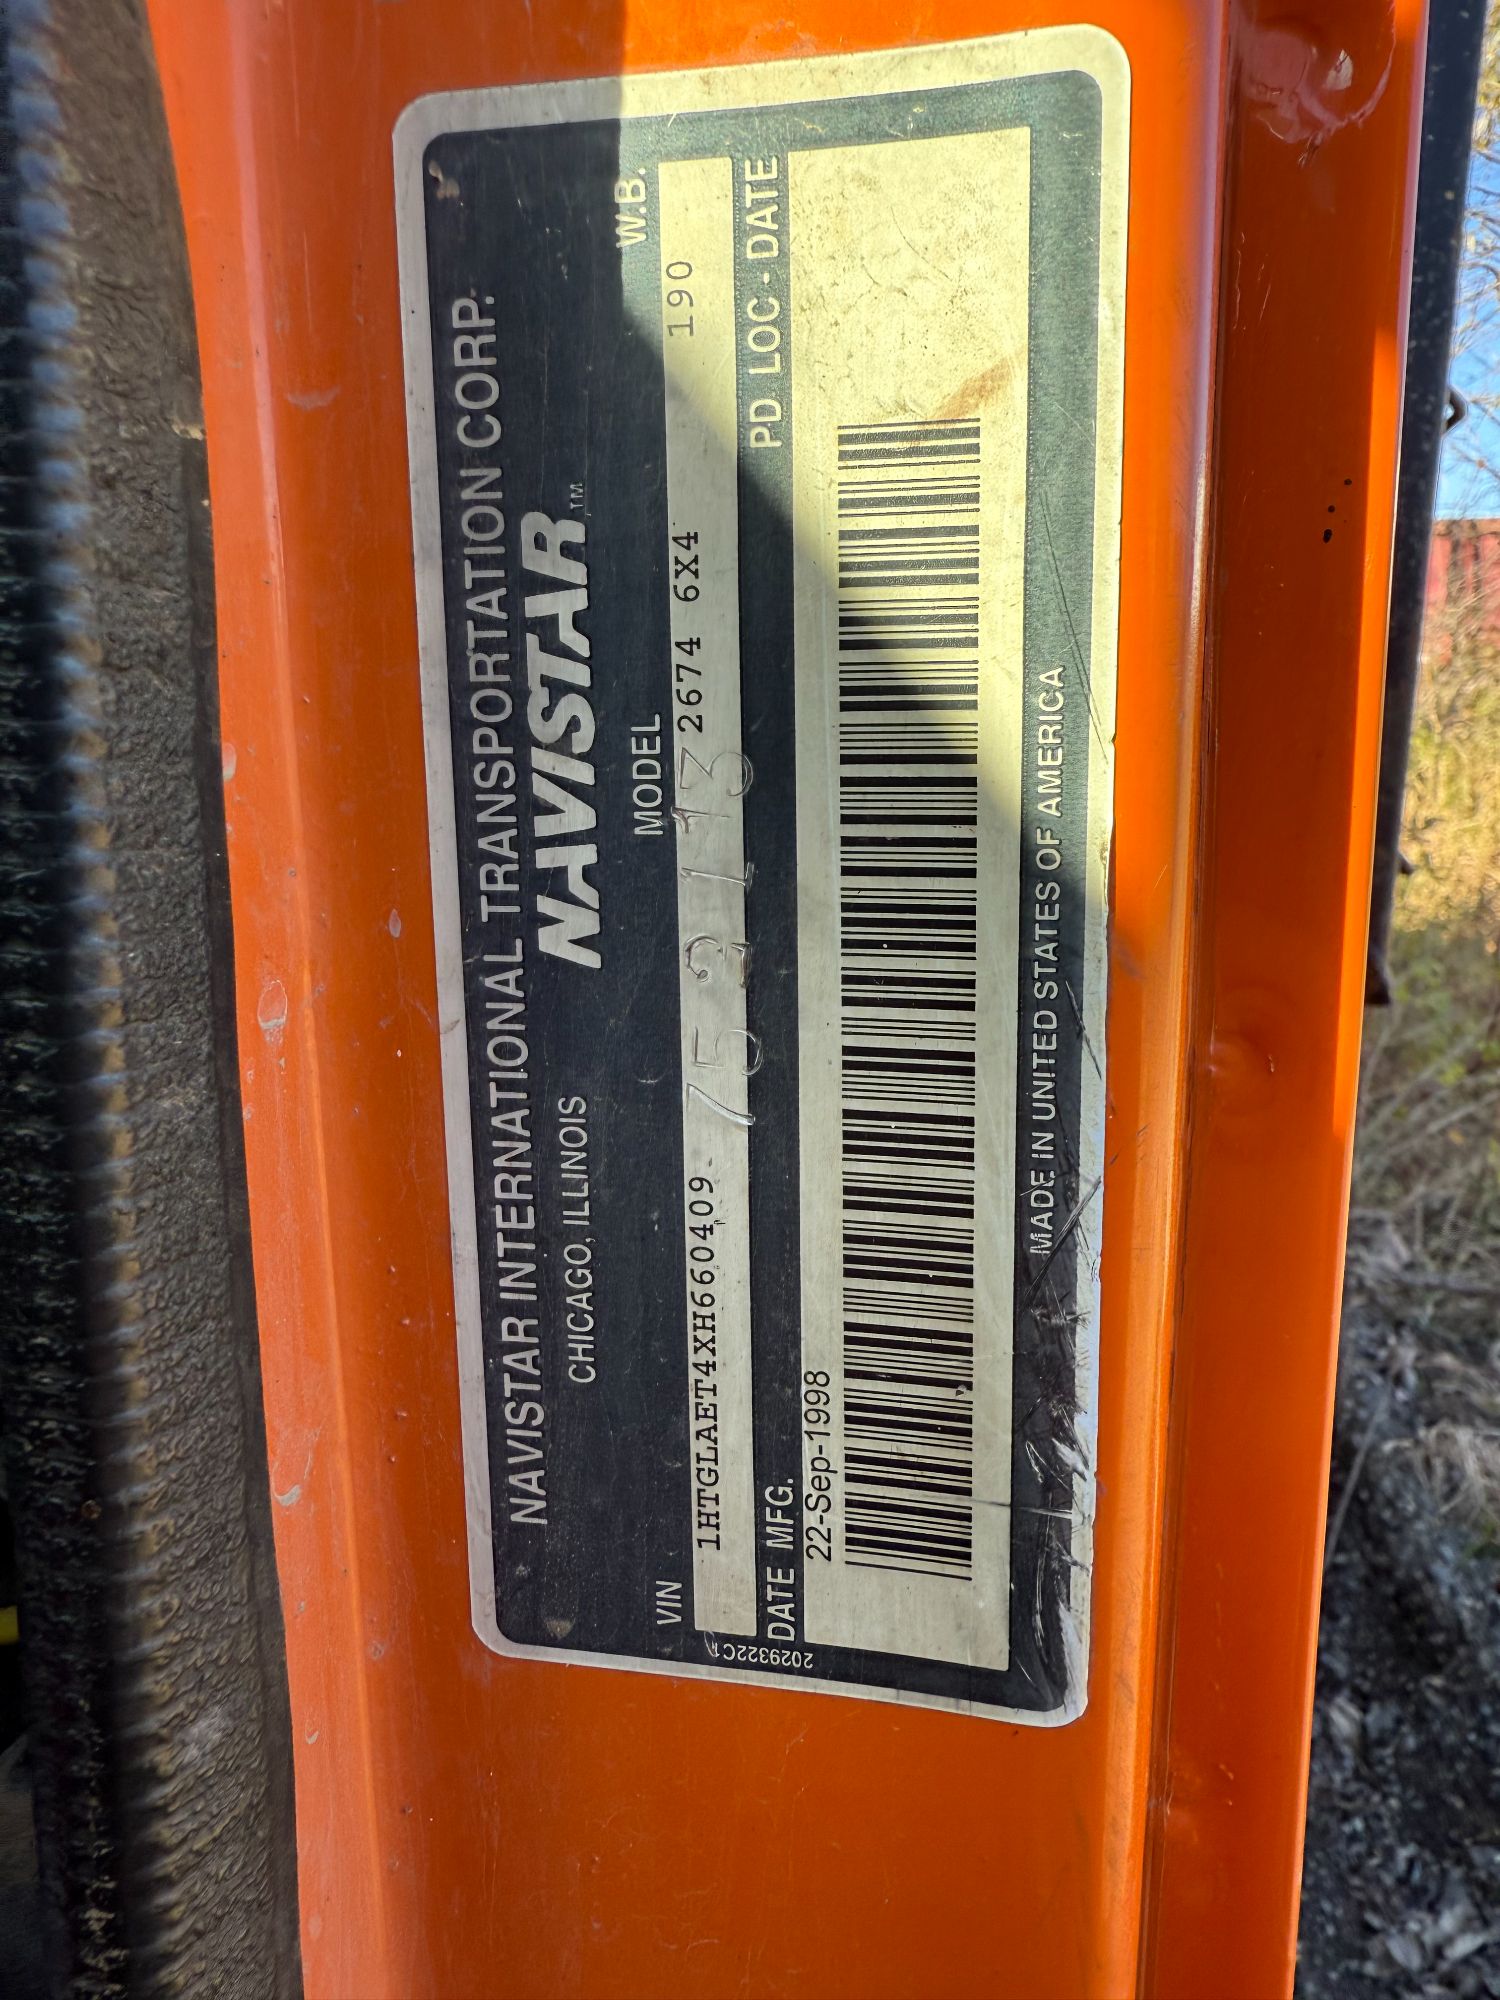 NAVISTAR INTERNATIONAL TRANSPORTATION CORP.
CHICAGO, ILLINOIS
NAVISTAR™
VIN MODEL W.B.
1HTGLAET4XH660409 752113 2674 6X4 190
DATE MFG. PD LOC - DATE
22-Sep-1998
MADE IN UNITED STATES OF AMERICA
2029322C1